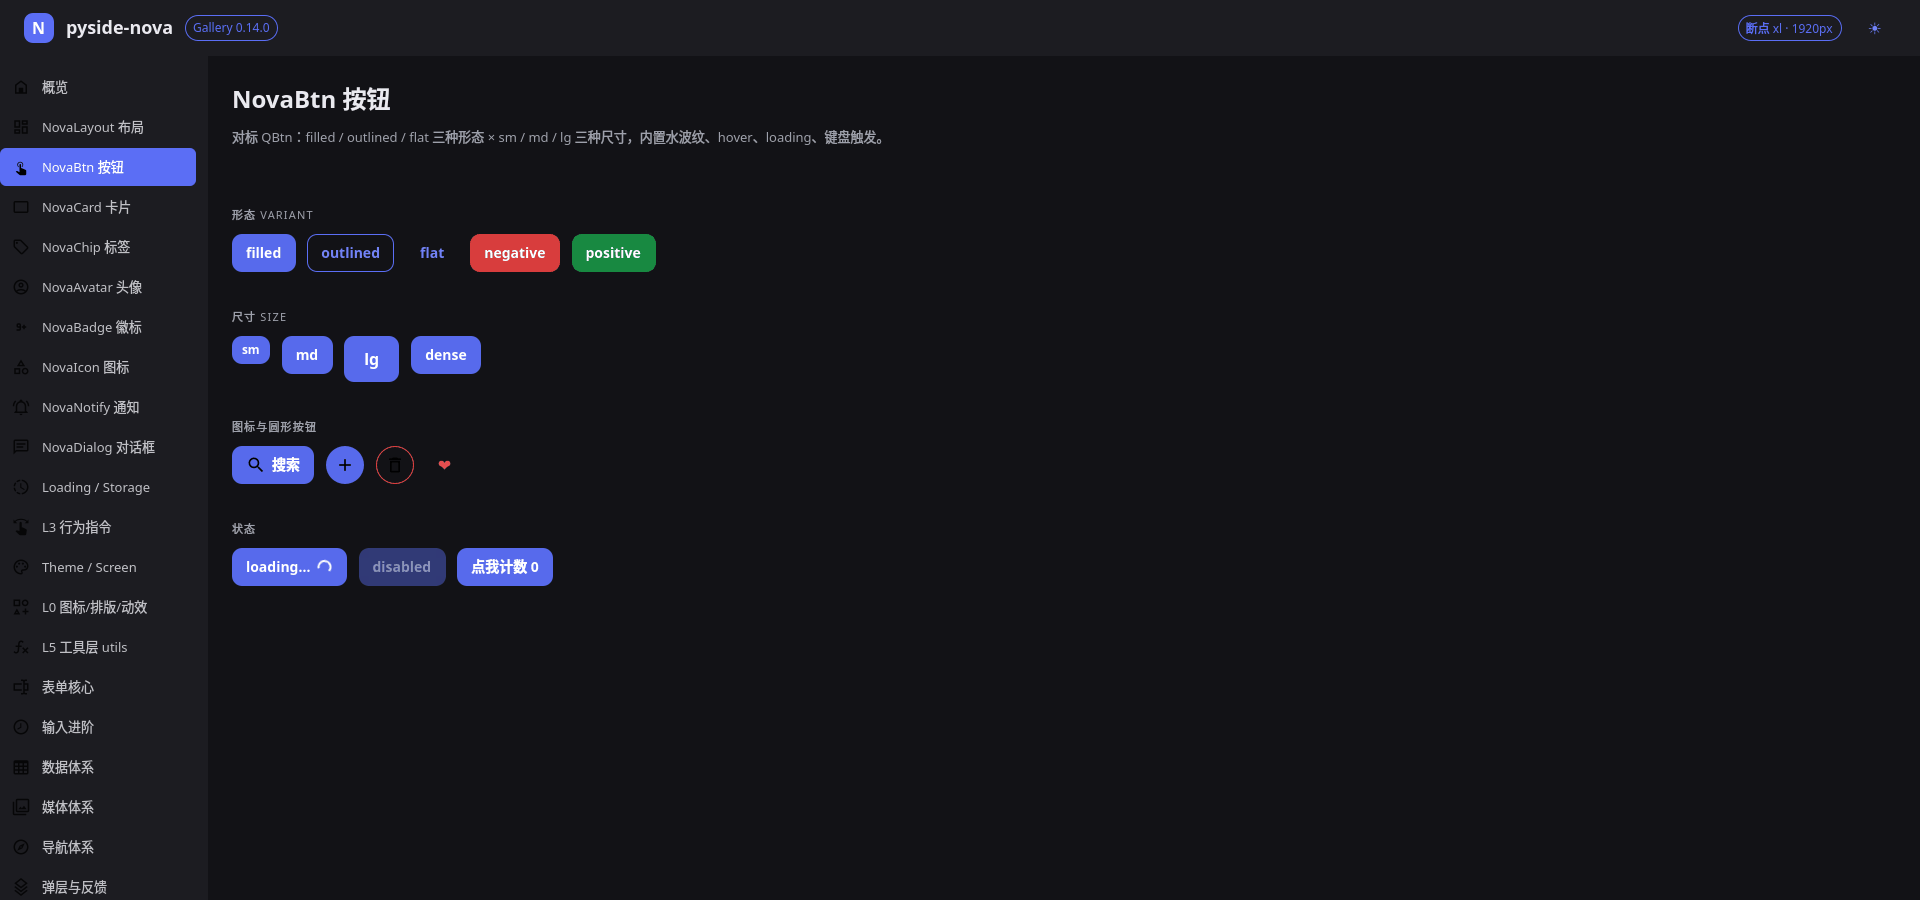 N pyside-nova Gallery 0.14.0 断点 xl · 1920px
概览
NovaLayout 布局
NovaBtn 按钮
NovaCard 卡片
NovaChip 标签
NovaAvatar 头像
9+ NovaBadge 徽标
NovaIcon 图标
NovaNotify 通知
NovaDialog 对话框
Loading / Storage
L3 行为指令
Theme / Screen
L0 图标/排版/动效
L5 工具层 utils
表单核心
输入进阶
数据体系
媒体体系
导航体系
弹层与反馈
NovaBtn 按钮
对标 QBtn：filled / outlined / flat 三种形态 × sm / md / lg 三种尺寸，内置水波纹、hover、loading、键盘触发。
形态 VARIANT
filled outlined flat negative positive
尺寸 SIZE
sm md lg dense
图标与圆形按钮
搜索
状态
loading... disabled 点我计数 0